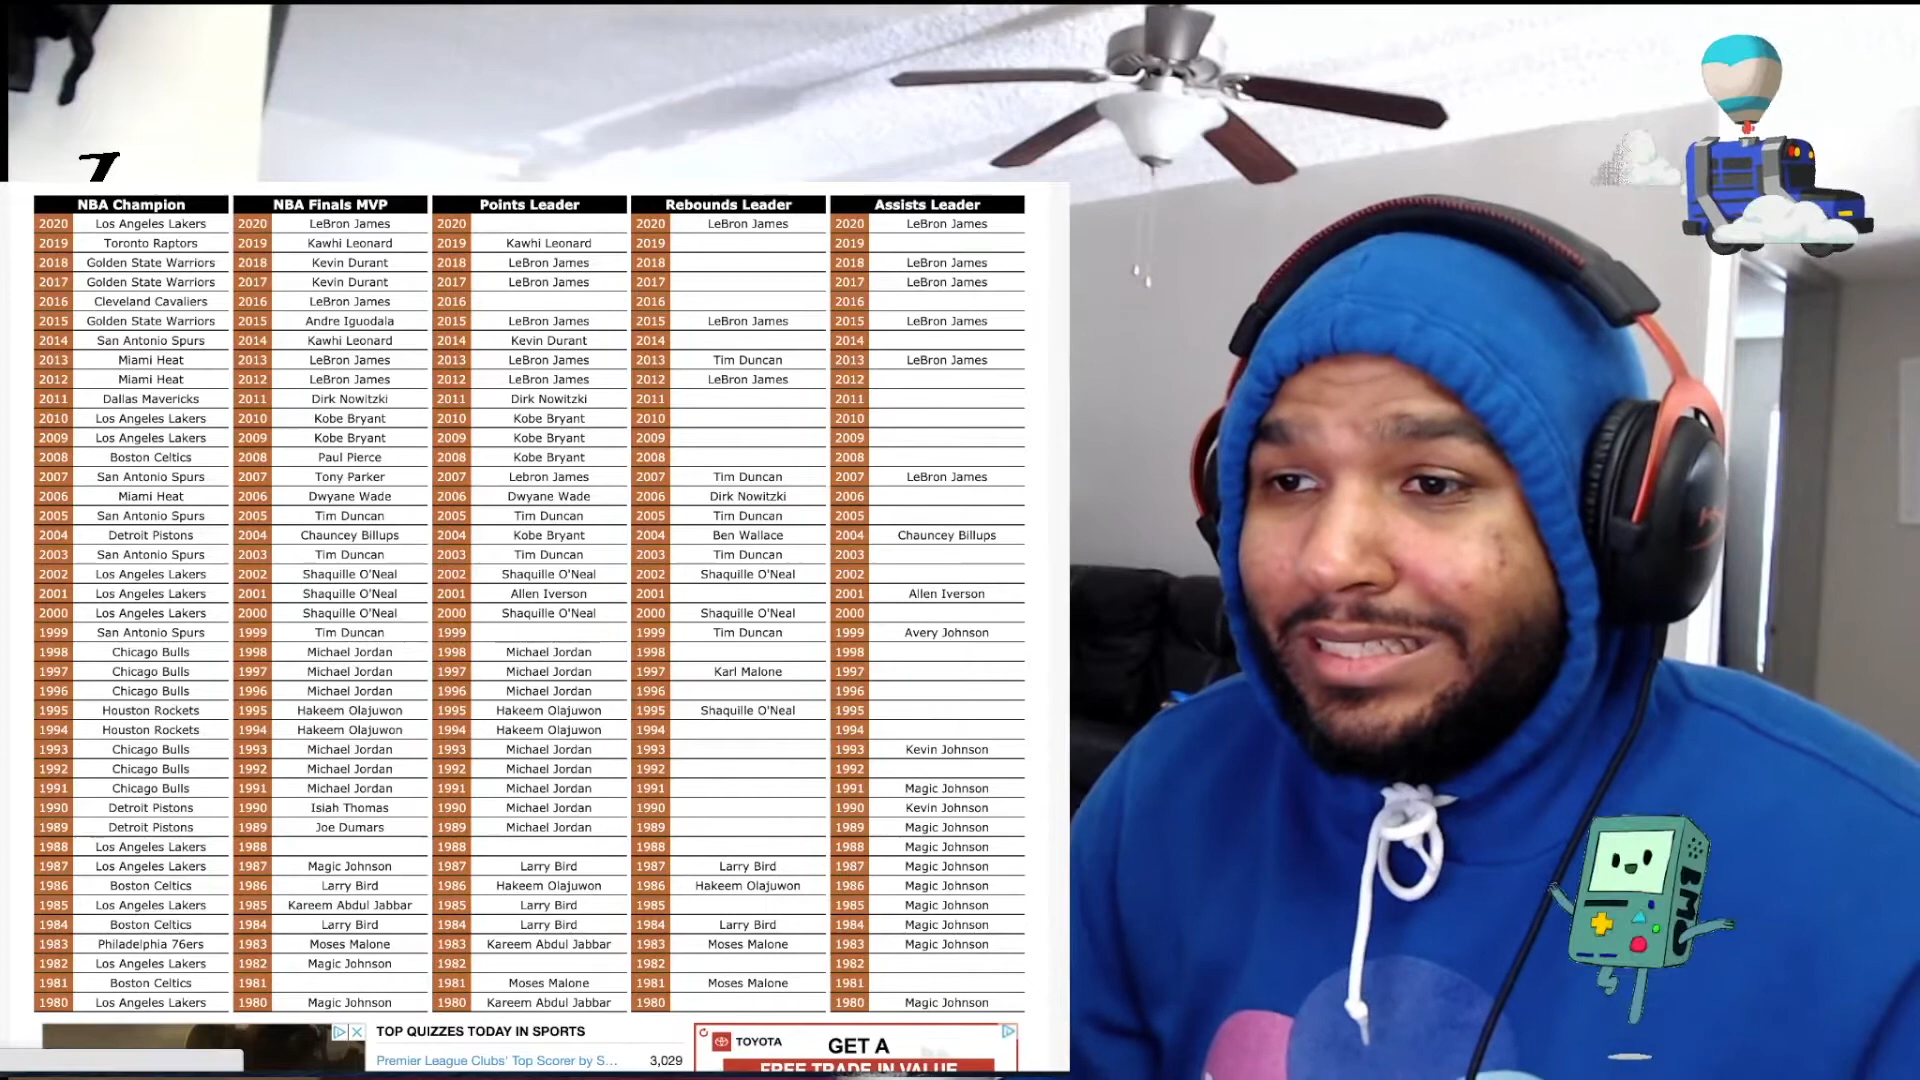 7
NBA Champion NBA Finals MVP Points Leader Rebounds Leader Assists Leader
2020 Los Angeles Lakers 2020 LeBron James 2020 2020 LeBron James 2020 LeBron James
2019 Toronto Raptors 2019 Kawhi Leonard 2019 Kawhi Leonard 2019 2019
2018 Golden State Warriors 2018 Kevin Durant 2018 LeBron James 2018 2018 LeBron James
2017 Golden State Warriors 2017 Kevin Durant 2017 LeBron James 2017 2017 LeBron James
2016 Cleveland Cavaliers 2016 LeBron James 2016 2016 2016
2015 Golden State Warriors 2015 Andre Iguodala 2015 LeBron James 2015 LeBron James 2015 LeBron James
2014 San Antonio Spurs 2014 Kawhi Leonard 2014 Kevin Durant 2014 2014
2013 Miami Heat 2013 LeBron James 2013 LeBron James 2013 Tim Duncan 2013 LeBron James
2012 Miami Heat 2012 LeBron James 2012 LeBron James 2012 LeBron James 2012
2011 Dallas Mavericks 2011 Dirk Nowitzki 2011 Dirk Nowitzki 2011 2011
2010 Los Angeles Lakers 2010 Kobe Bryant 2010 Kobe Bryant 2010 2010
2009 Los Angeles Lakers 2009 Kobe Bryant 2009 Kobe Bryant 2009 2009
2008 Boston Celtics 2008 Paul Pierce 2008 Kobe Bryant 2008 2008
2007 San Antonio Spurs 2007 Tony Parker 2007 Lebron James 2007 Tim Duncan 2007 LeBron James
2006 Miami Heat 2006 Dwyane Wade 2006 Dwyane Wade 2006 Dirk Nowitzki 2006
2005 San Antonio Spurs 2005 Tim Duncan 2005 Tim Duncan 2005 Tim Duncan 2005
2004 Detroit Pistons 2004 Chauncey Billups 2004 Kobe Bryant 2004 Ben Wallace 2004 Chauncey Billups
2003 San Antonio Spurs 2003 Tim Duncan 2003 Tim Duncan 2003 Tim Duncan 2003
2002 Los Angeles Lakers 2002 Shaquille O'Neal 2002 Shaquille O'Neal 2002 Shaquille O'Neal 2002
2001 Los Angeles Lakers 2001 Shaquille O'Neal 2001 Allen Iverson 2001 2001 Allen Iverson
2000 Los Angeles Lakers 2000 Shaquille O'Neal 2000 Shaquille O'Neal 2000 Shaquille O'Neal 2000
1999 San Antonio Spurs 1999 Tim Duncan 1999 1999 Tim Duncan 1999 Avery Johnson
1998 Chicago Bulls 1998 Michael Jordan 1998 Michael Jordan 1998 1998
1997 Chicago Bulls 1997 Michael Jordan 1997 Michael Jordan 1997 Karl Malone 1997
1996 Chicago Bulls 1996 Michael Jordan 1996 Michael Jordan 1996 1996
1995 Houston Rockets 1995 Hakeem Olajuwon 1995 Hakeem Olajuwon 1995 Shaquille O'Neal 1995
1994 Houston Rockets 1994 Hakeem Olajuwon 1994 Hakeem Olajuwon 1994 1994
1993 Chicago Bulls 1993 Michael Jordan 1993 Michael Jordan 1993 1993 Kevin Johnson
1992 Chicago Bulls 1992 Michael Jordan 1992 Michael Jordan 1992 1992
1991 Chicago Bulls 1991 Michael Jordan 1991 Michael Jordan 1991 1991 Magic Johnson
1990 Detroit Pistons 1990 Isiah Thomas 1990 Michael Jordan 1990 1990 Kevin Johnson
1989 Detroit Pistons 1989 Joe Dumars 1989 Michael Jordan 1989 1989 Magic Johnson
1988 Los Angeles Lakers 1988 1988 1988 1988 Magic Johnson
1987 Los Angeles Lakers 1987 Magic Johnson 1987 Larry Bird 1987 Larry Bird 1987 Magic Johnson
1986 Boston Celtics 1986 Larry Bird 1986 Hakeem Olajuwon 1986 Hakeem Olajuwon 1986 Magic Johnson
1985 Los Angeles Lakers 1985 Kareem Abdul Jabbar 1985 Larry Bird 1985 1985 Magic Johnson
1984 Boston Celtics 1984 Larry Bird 1984 Larry Bird 1984 Larry Bird 1984 Magic Johnson
1983 Philadelphia 76ers 1983 Moses Malone 1983 Kareem Abdul Jabbar 1983 Moses Malone 1983 Magic Johnson
1982 Los Angeles Lakers 1982 Magic Johnson 1982 1982 1982
1981 Boston Celtics 1981 1981 Moses Malone 1981 Moses Malone 1981
1980 Los Angeles Lakers 1980 Magic Johnson 1980 Kareem Abdul Jabbar 1980 1980 Magic Johnson
TOP QUIZZES TODAY IN SPORTS
Premier League Clubs' Top Scorer by S... 3,029
TOYOTA
GET A
FREE TRADE IN VALUE
BMO